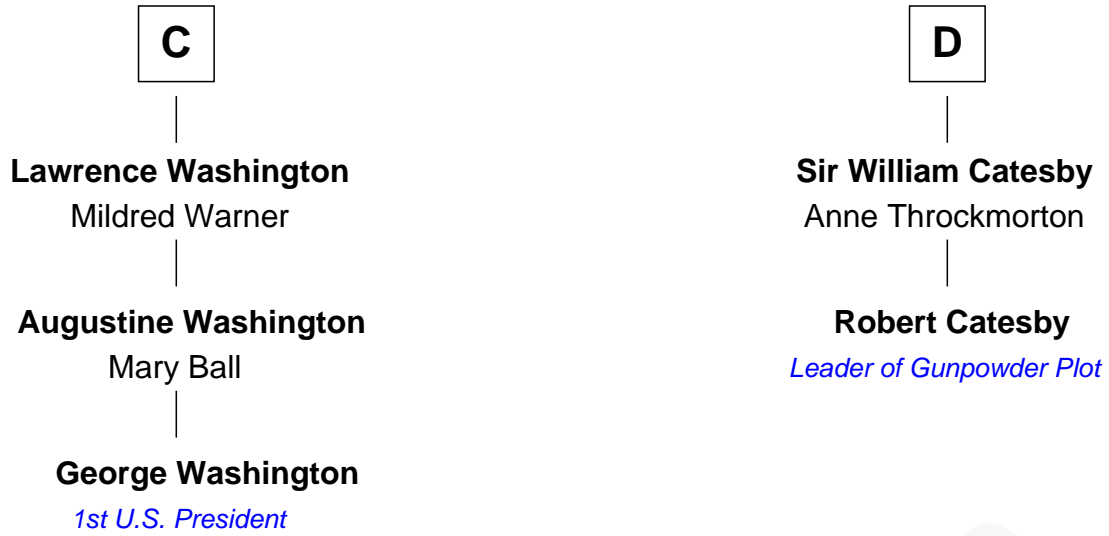 C
Lawrence Washington
Mildred Warner
Augustine Washington
Mary Ball
George Washington
1st U.S. President
D
Sir William Catesby
Anne Throckmorton
Robert Catesby
Leader of Gunpowder Plot